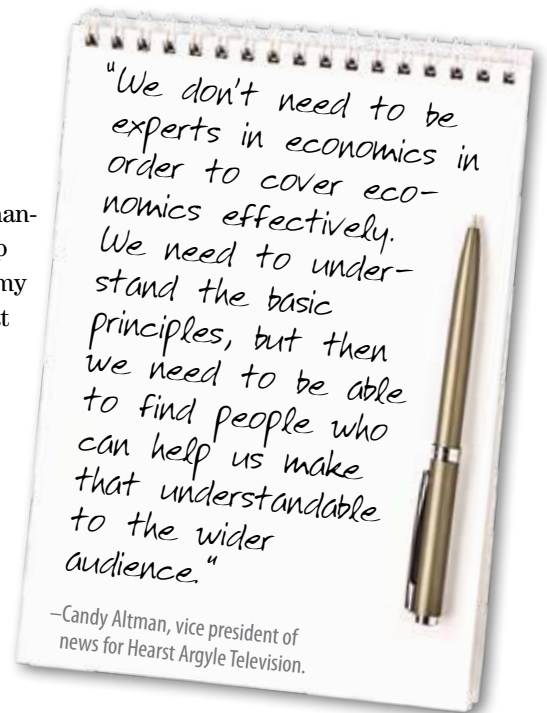 "We don't need to be
experts in economics in
order to cover eco-
nomics effectively.
We need to under-
stand the basic
principles, but then
we need to be able
to find people who
can help us make
that understandable
to the wider
audience."
–Candy Altman, vice president of
news for Hearst Argyle Television.